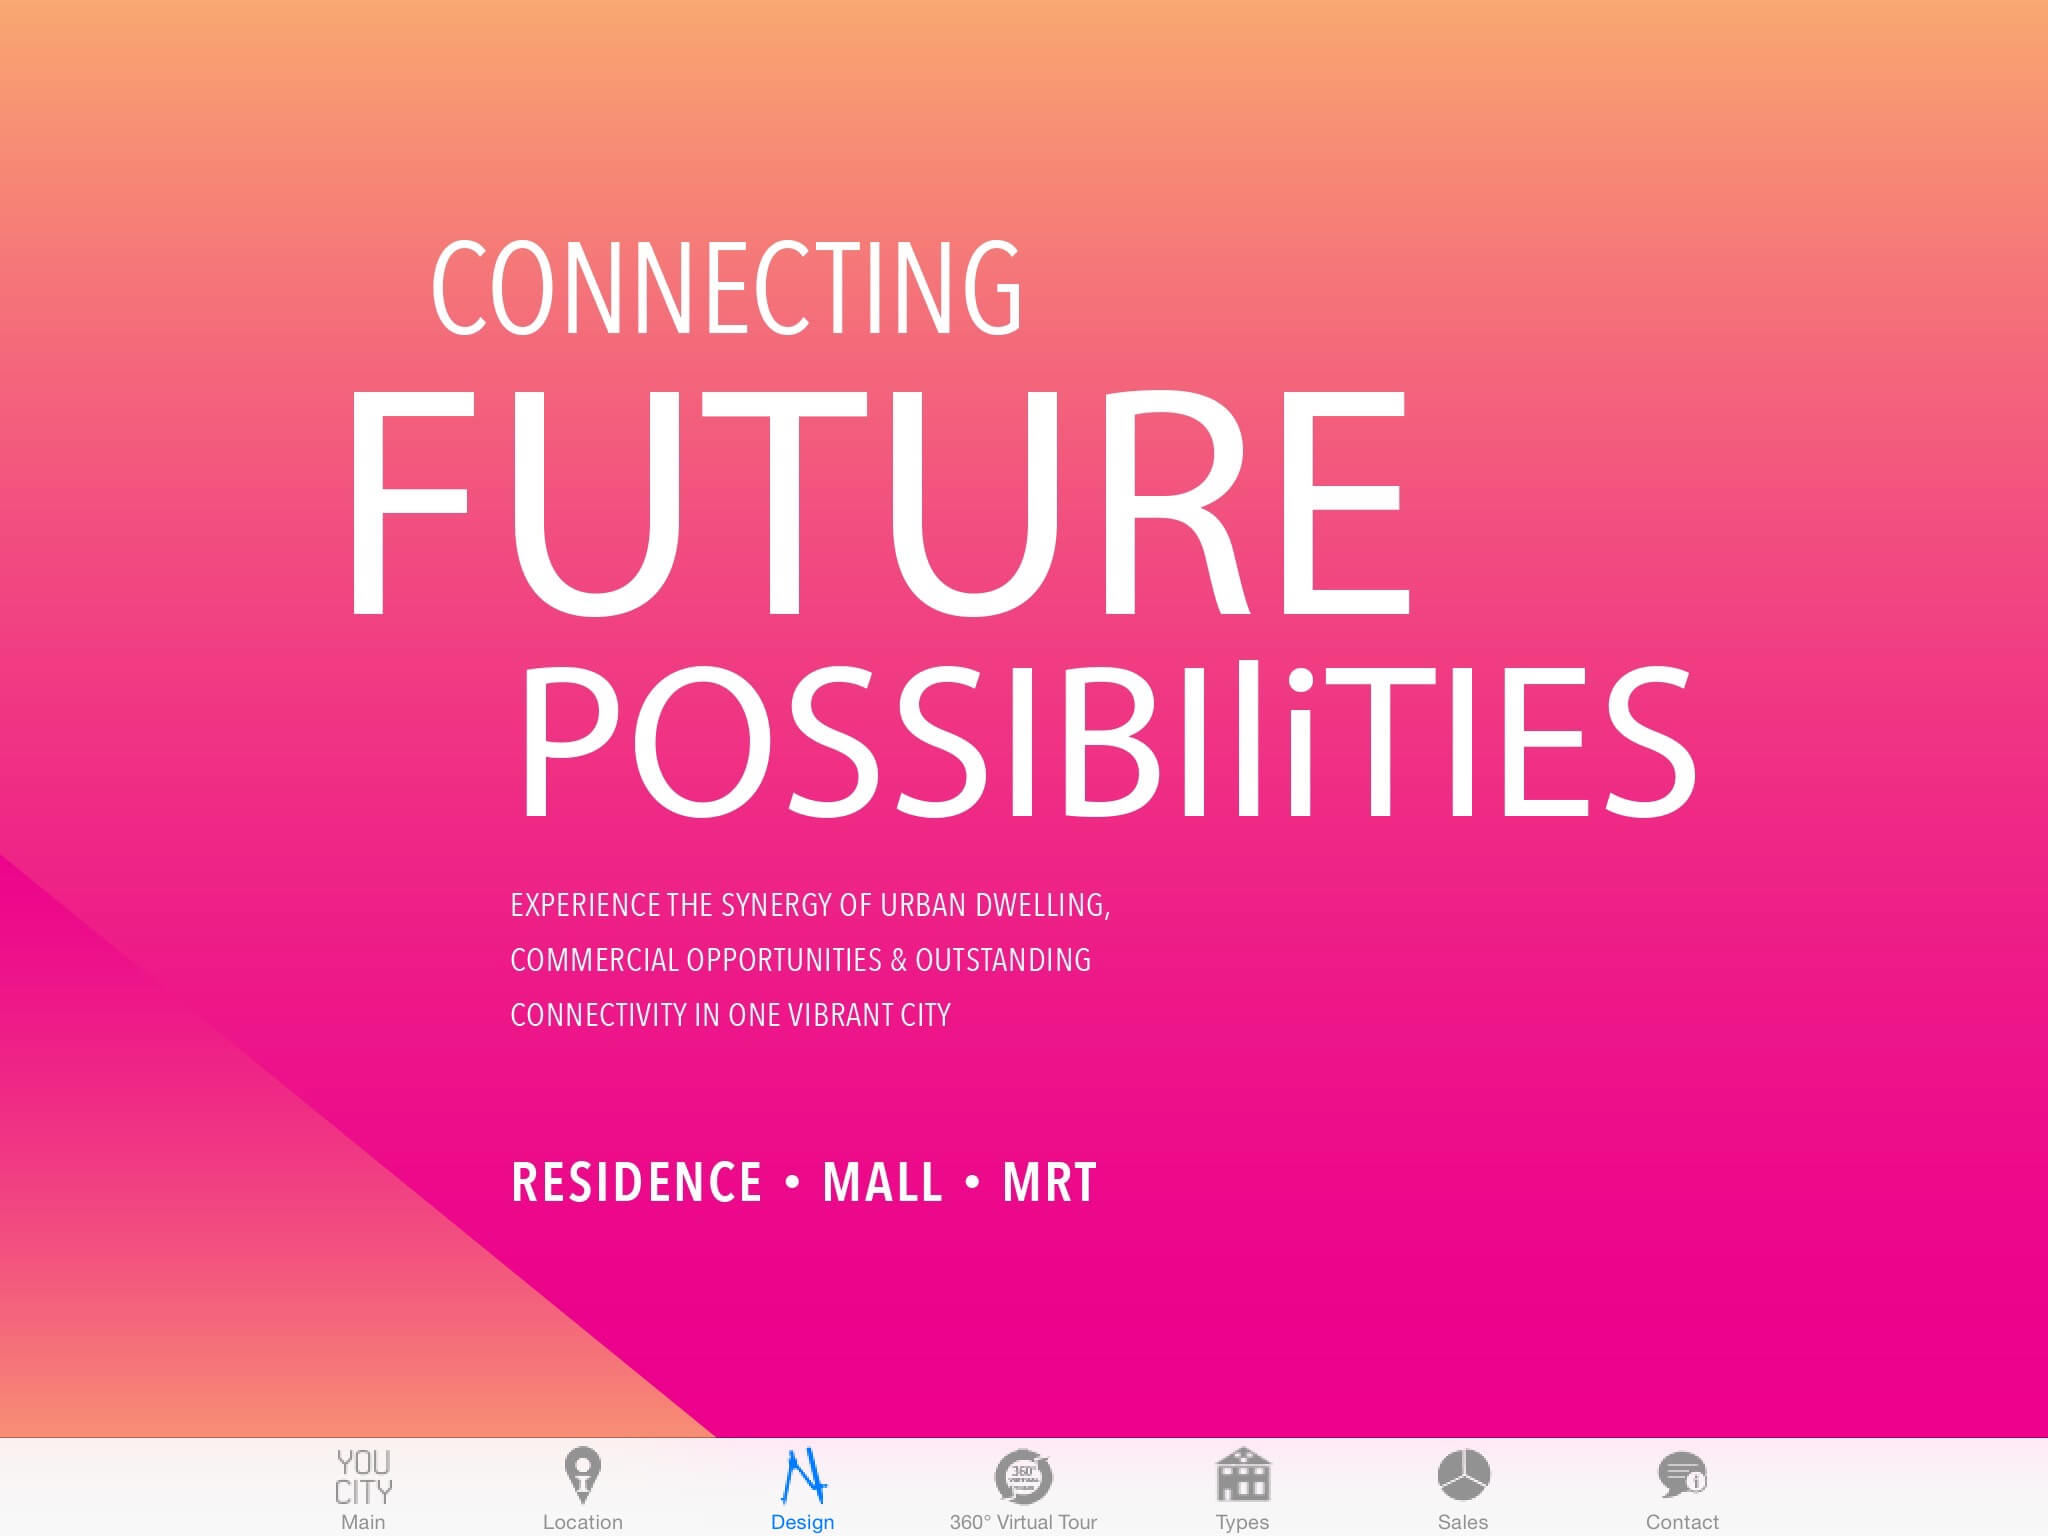 CONNECTING
FUTURE
POSSIBIliTIES
EXPERIENCE THE SYNERGY OF URBAN DWELLING,
COMMERCIAL OPPORTUNITIES & OUTSTANDING
CONNECTIVITY IN ONE VIBRANT CITY
RESIDENCE • MALL • MRT
YOU
CITY
360°
Main Location Design 360° Virtual Tour Types Sales Contact